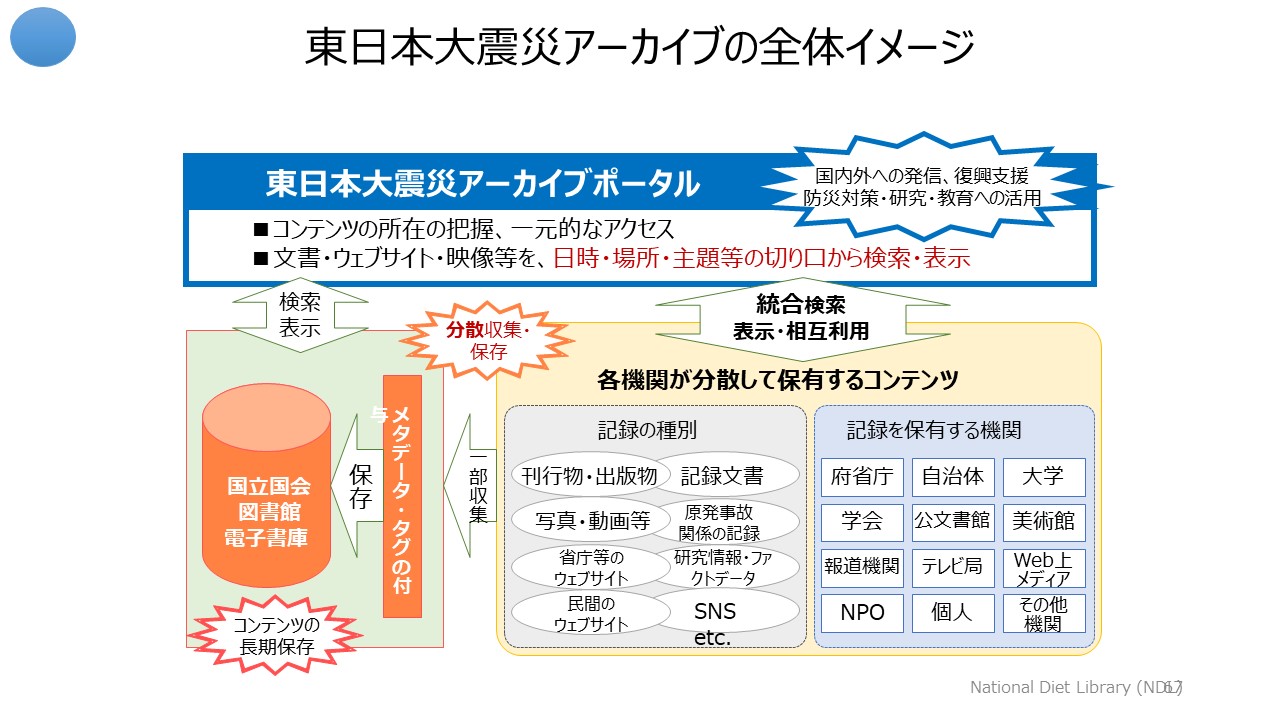 東日本大震災アーカイブの全体イメージ
東日本大震災アーカイブポータル
国内外への発信、復興支援
防災対策・研究・教育への活用
■コンテンツの所在の把握、一元的なアクセス
■文書・ウェブサイト・映像等を、日時・場所・主題等の切り口から検索・表示
検索
表示
分散収集・
保存
統合検索
表示・相互利用
国立国会
図書館
電子書庫
保存
メタデータ・タグの付
与
一部収集
コンテンツの
長期保存
各機関が分散して保有するコンテンツ
記録の種別
刊行物・出版物
記録文書
写真・動画等
原発事故
関係の記録
省庁等の
ウェブサイト
研究情報・ファ
クトデータ
民間の
ウェブサイト
SNS
etc.
記録を保有する機関
府省庁
自治体
大学
学会
公文書館
美術館
報道機関
テレビ局
Web上
メディア
NPO
個人
その他
機関
National Diet Library (NDL)
67